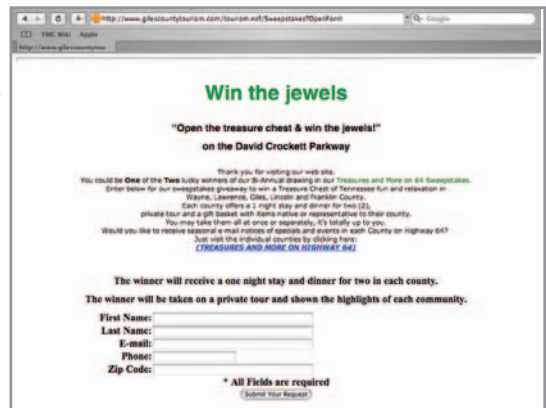 http://www.gilescountytourism.com/tourism.nsf/Sweepstakes?OpenForm
Google
TMC Wiki Apple
http://www.gilescountytour...
Win the jewels
"Open the treasure chest & win the jewels!"
on the David Crockett Parkway
Thank you for visiting our web site.
You could be One of the Two lucky winners of our Bi-Annual drawing in our Treasures and More on 64 Sweepstakes.
Enter below for our sweepstakes giveaway to win a Treasure Chest of Tennessee fun and relaxation in
Wayne, Lawrence, Giles, Lincoln and Franklin County.
Each county offers a 1 night stay and dinner for two (2),
private tour and a gift basket with items native or representative to their county.
You may take them all at once or separately, it's totally up to you.
Would you like to receive seasonal e-mail notices of specials and events in each County on Highway 64?
Just visit the individual counties by clicking here:
(TREASURES AND MORE ON HIGHWAY 64)
The winner will receive a one night stay and dinner for two in each county.
The winner will be taken on a private tour and shown the highlights of each community.
First Name:
Last Name:
E-mail:
Phone:
Zip Code:
* All Fields are required
Submit Your Request